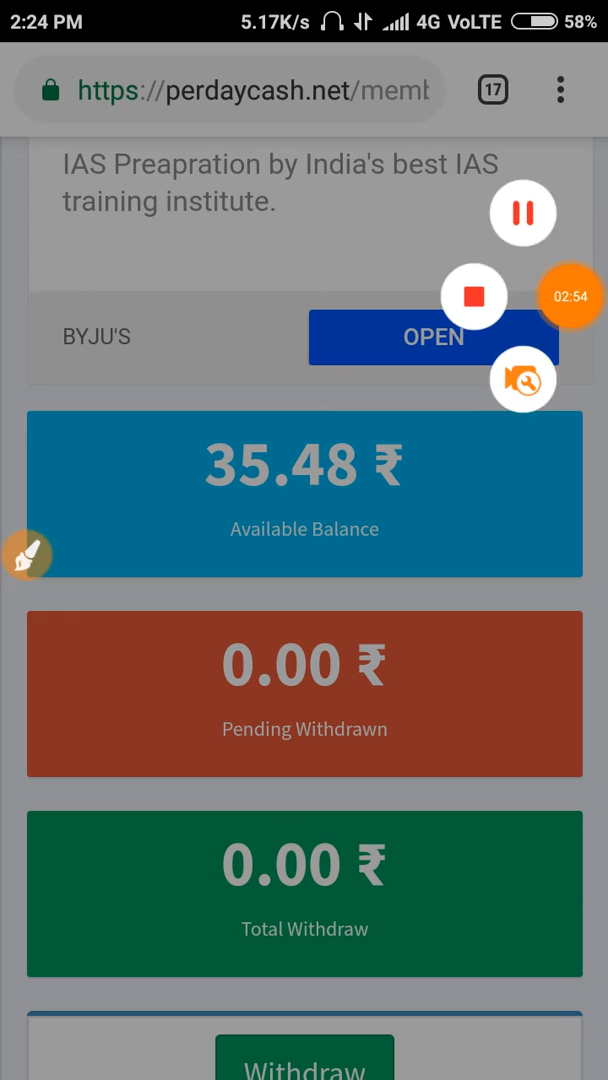 2:24 PM 5.17K/s 4G VoLTE 58%
https://perdaycash.net/memb 17
IAS Preapration by India's best IAS
training institute.
02:54
BYJU'S OPEN
35.48 ₹
Available Balance
0.00 ₹
Pending Withdrawn
0.00 ₹
Total Withdraw
Withdraw